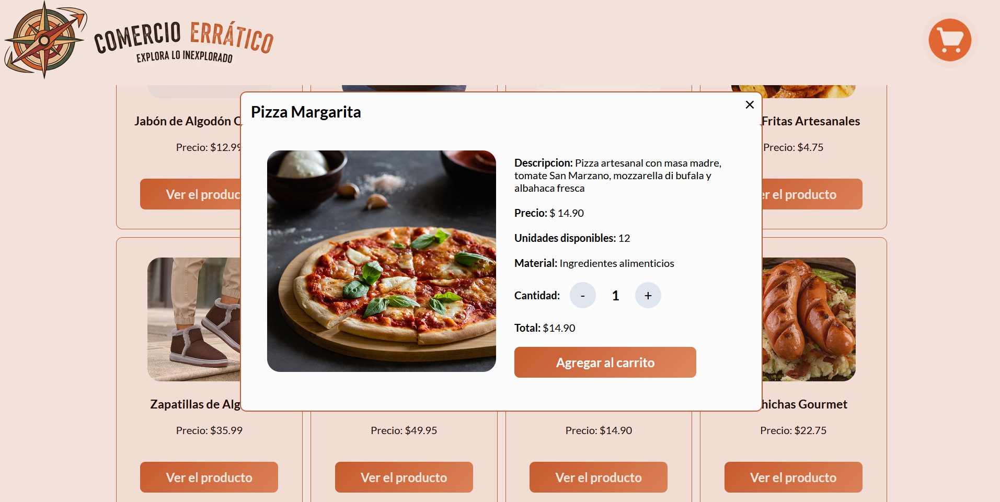 COMERCIO ERRÁTICO
EXPLORA LO INEXPLORADO
Pizza Margarita
Jabón de Algodón
Fritas Artesanales
Precio: $12.99
Precio: $4.75
Descripcion: Pizza artesanal con masa madre,
tomate San Marzano, mozzarella di bufala y
albahaca fresca
Ver el produc
el producto
Precio: $ 14.90
Unidades disponibles: 12
Material: Ingredientes alimenticios
Cantidad: - 1 +
Total: $14.90
Agregar al carrito
Zapatillas de Alg
hichas Gourmet
Precio: $35.99
Precio: $49.95
Precio: $14.90
Precio: $22.75
Ver el producto
Ver el producto
Ver el producto
Ver el producto